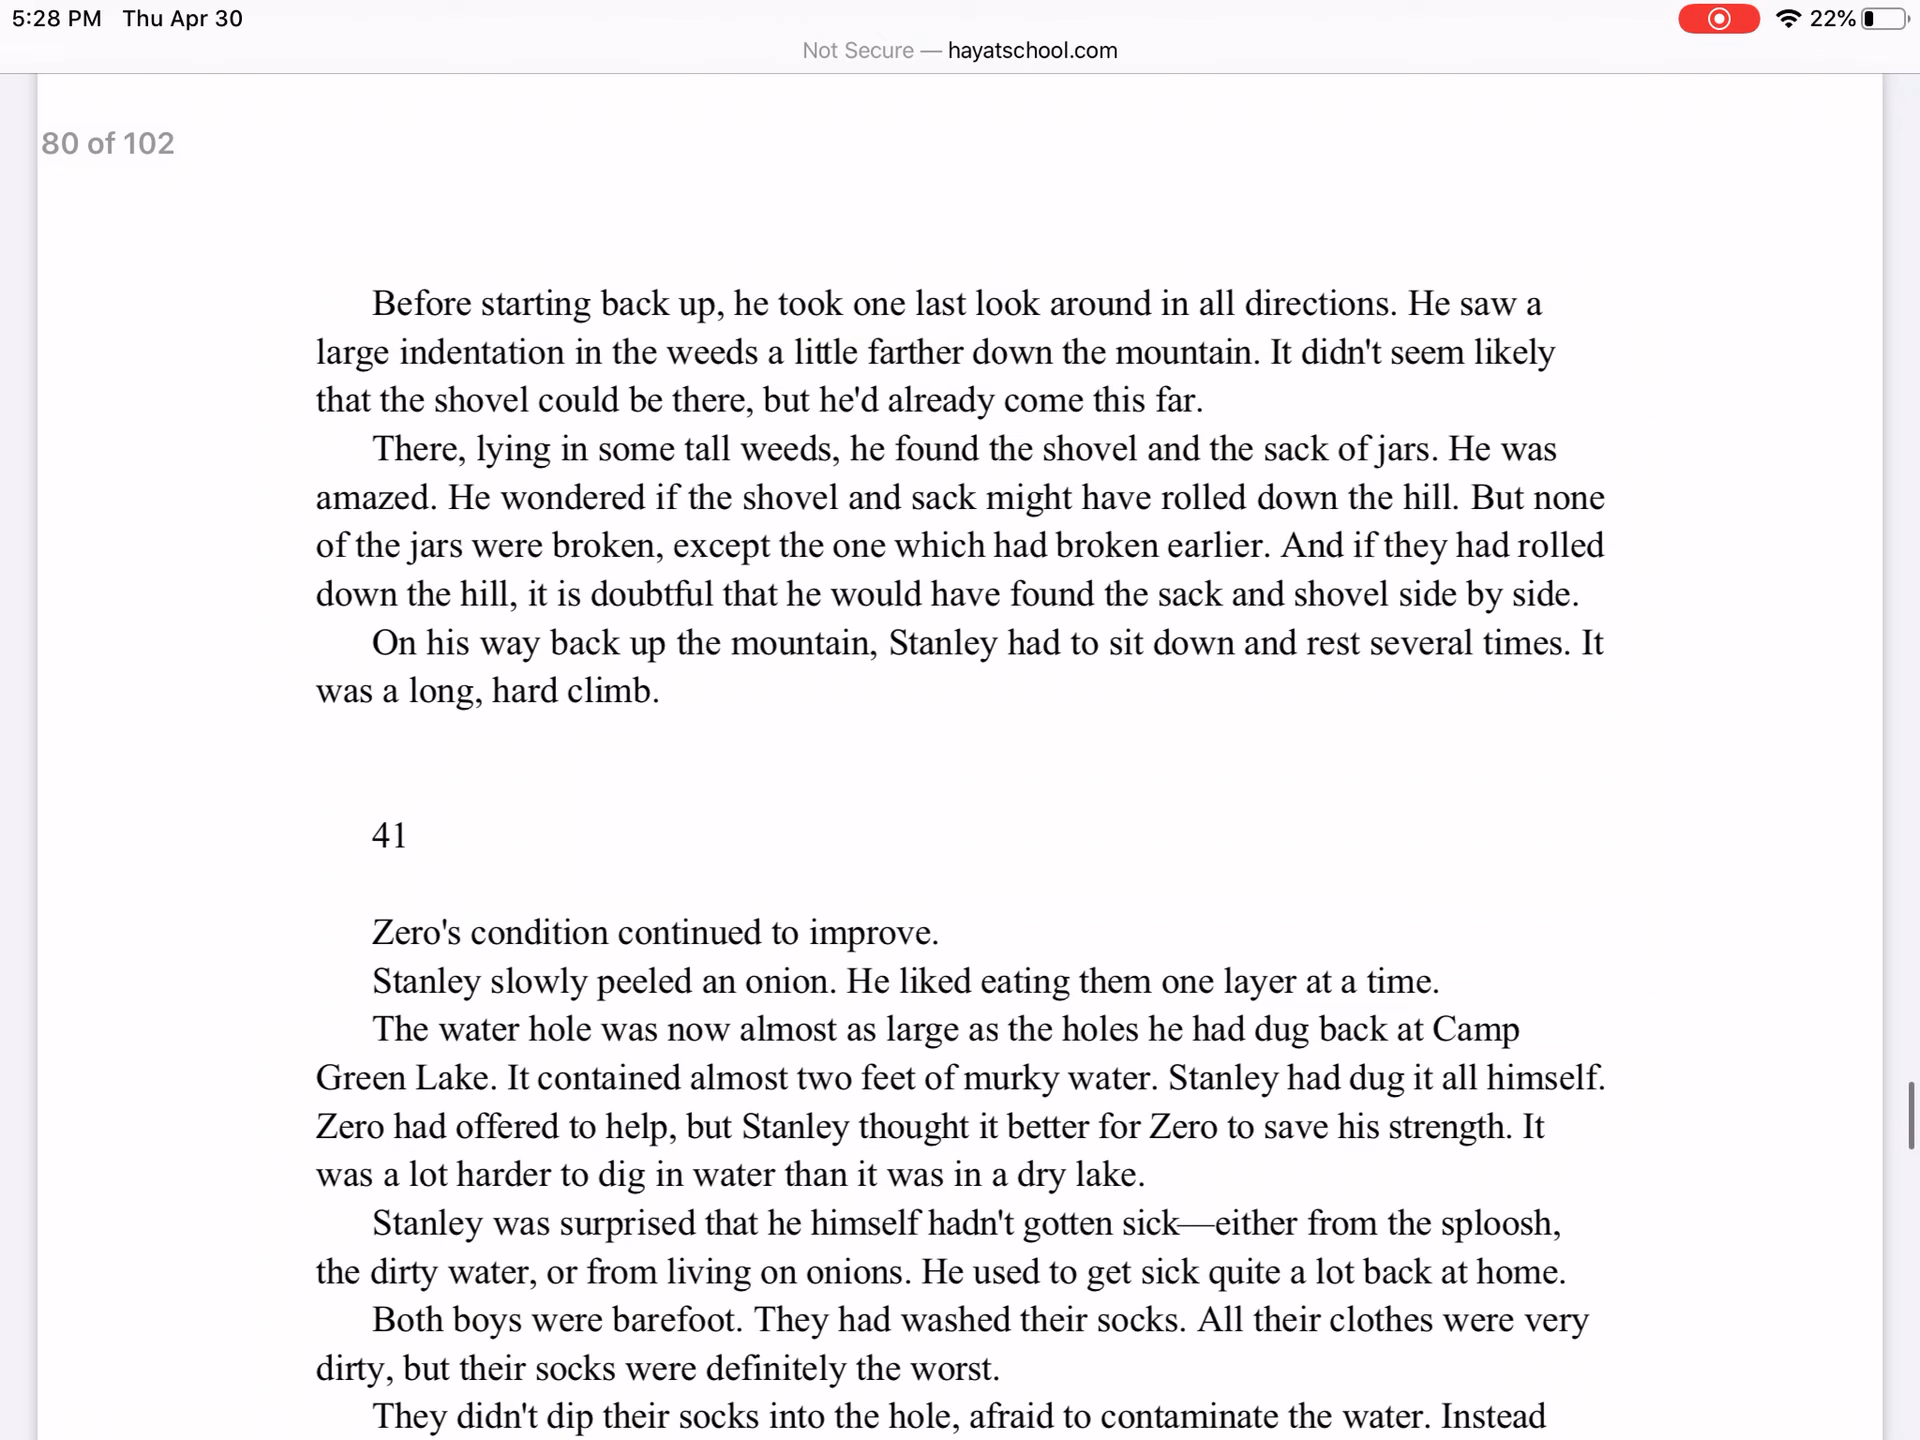 5:28 PM Thu Apr 30
22%
Not Secure — hayatschool.com
80 of 102
Before starting back up, he took one last look around in all directions. He saw a
large indentation in the weeds a little farther down the mountain. It didn't seem likely
that the shovel could be there, but he'd already come this far.
There, lying in some tall weeds, he found the shovel and the sack of jars. He was
amazed. He wondered if the shovel and sack might have rolled down the hill. But none
of the jars were broken, except the one which had broken earlier. And if they had rolled
down the hill, it is doubtful that he would have found the sack and shovel side by side.
On his way back up the mountain, Stanley had to sit down and rest several times. It
was a long, hard climb.
41
Zero's condition continued to improve.
Stanley slowly peeled an onion. He liked eating them one layer at a time.
The water hole was now almost as large as the holes he had dug back at Camp
Green Lake. It contained almost two feet of murky water. Stanley had dug it all himself.
Zero had offered to help, but Stanley thought it better for Zero to save his strength. It
was a lot harder to dig in water than it was in a dry lake.
Stanley was surprised that he himself hadn't gotten sick—either from the sploosh,
the dirty water, or from living on onions. He used to get sick quite a lot back at home.
Both boys were barefoot. They had washed their socks. All their clothes were very
dirty, but their socks were definitely the worst.
They didn't dip their socks into the hole, afraid to contaminate the water. Instead